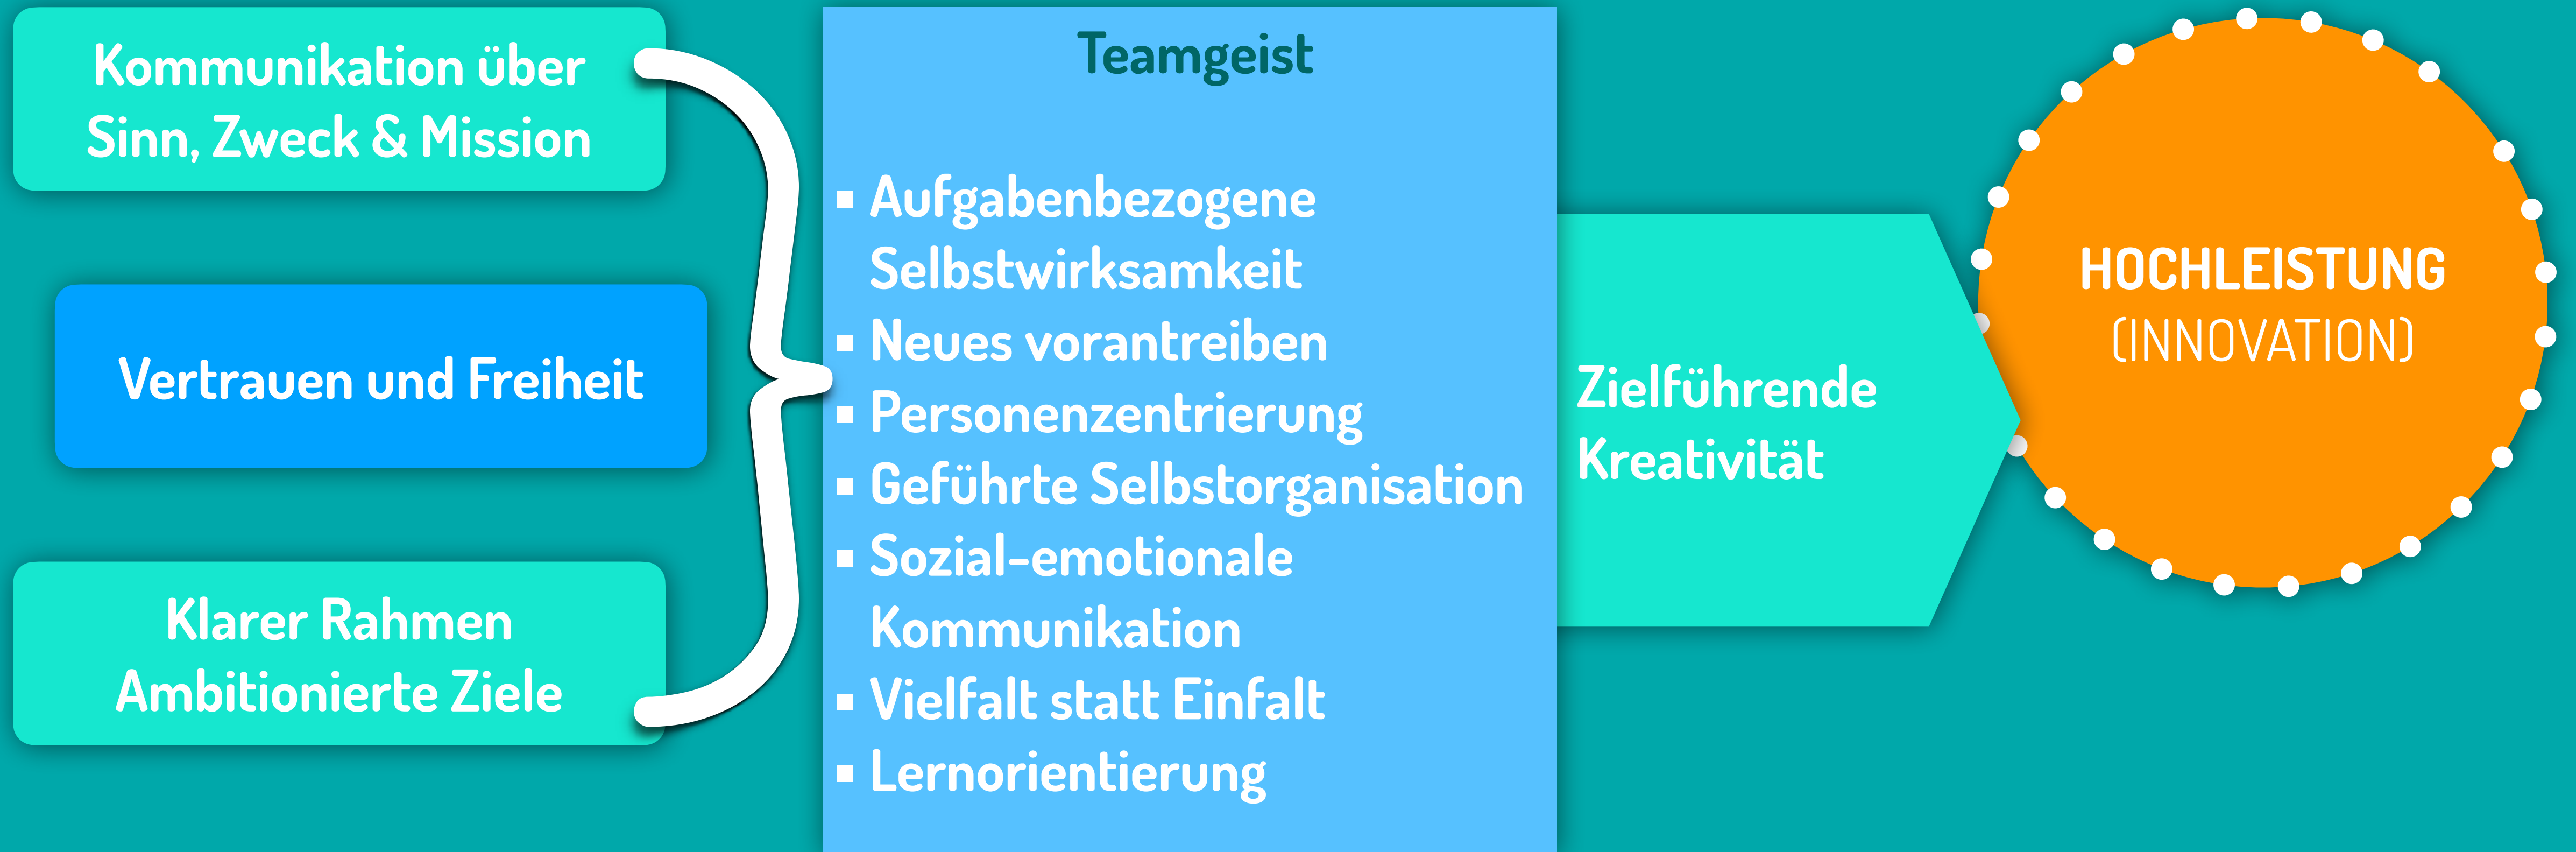 Kommunikation über
Sinn, Zweck & Mission
Vertrauen und Freiheit
Klarer Rahmen
Ambitionierte Ziele
Teamgeist
▪ Aufgabenbezogene
Selbstwirksamkeit
▪ Neues vorantreiben
▪ Personenzentrierung
▪ Geführte Selbstorganisation
▪ Sozial-emotionale
Kommunikation
▪ Vielfalt statt Einfalt
▪ Lernorientierung
Zielführende
Kreativität
HOCHLEISTUNG
(INNOVATION)